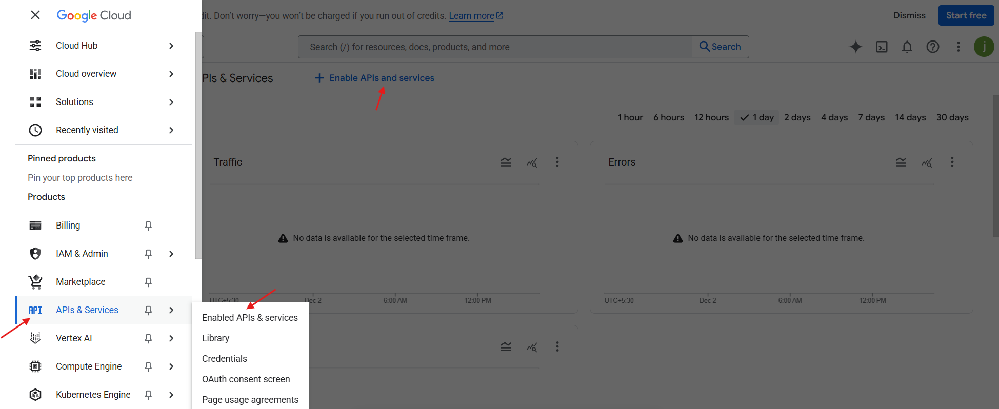 Google Cloud
dit. Don't worry—you won't be charged if you run out of credits. Learn more
Dismiss
Start free
Search (/) for resources, docs, products, and more
Search
j
PIs & Services
Enable APIs and services
Cloud Hub
Cloud overview
Solutions
Recently visited
Pinned products
Pin your top products here
Products
Billing
IAM & Admin
Marketplace
API APIs & Services
Vertex AI
Compute Engine
Kubernetes Engine
Enabled APIs & services
Library
Credentials
OAuth consent screen
Page usage agreements
1 hour 6 hours 12 hours 1 day 2 days 4 days 7 days 14 days 30 days
Traffic
No data is available for the selected time frame.
UTC+5:30 Dec 2 6:00 AM 12:00 PM
Errors
No data is available for the selected time frame.
UTC+5:30 Dec 2 6:00 AM 12:00 PM